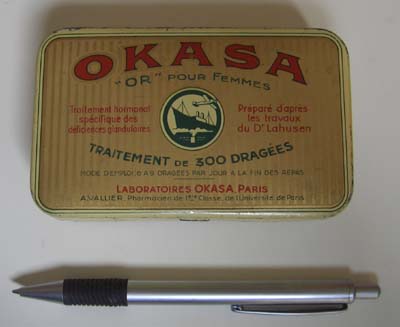 OKASA
"OR" POUR FEMMES
Traitement hormonal
spécifique des
déficiences glandulaires
Préparé d'après
les travaux
du Dr Lahusen
TRAITEMENT DE 300 DRAGÉES
MODE D'EMPLOI, 6 A 9 DRAGÉES PAR JOUR A LA FIN DES REPAS
LABORATOIRES OKASA, PARIS
A.VALLIER, Pharmacien de 1ère Classe, de l'Université de Paris